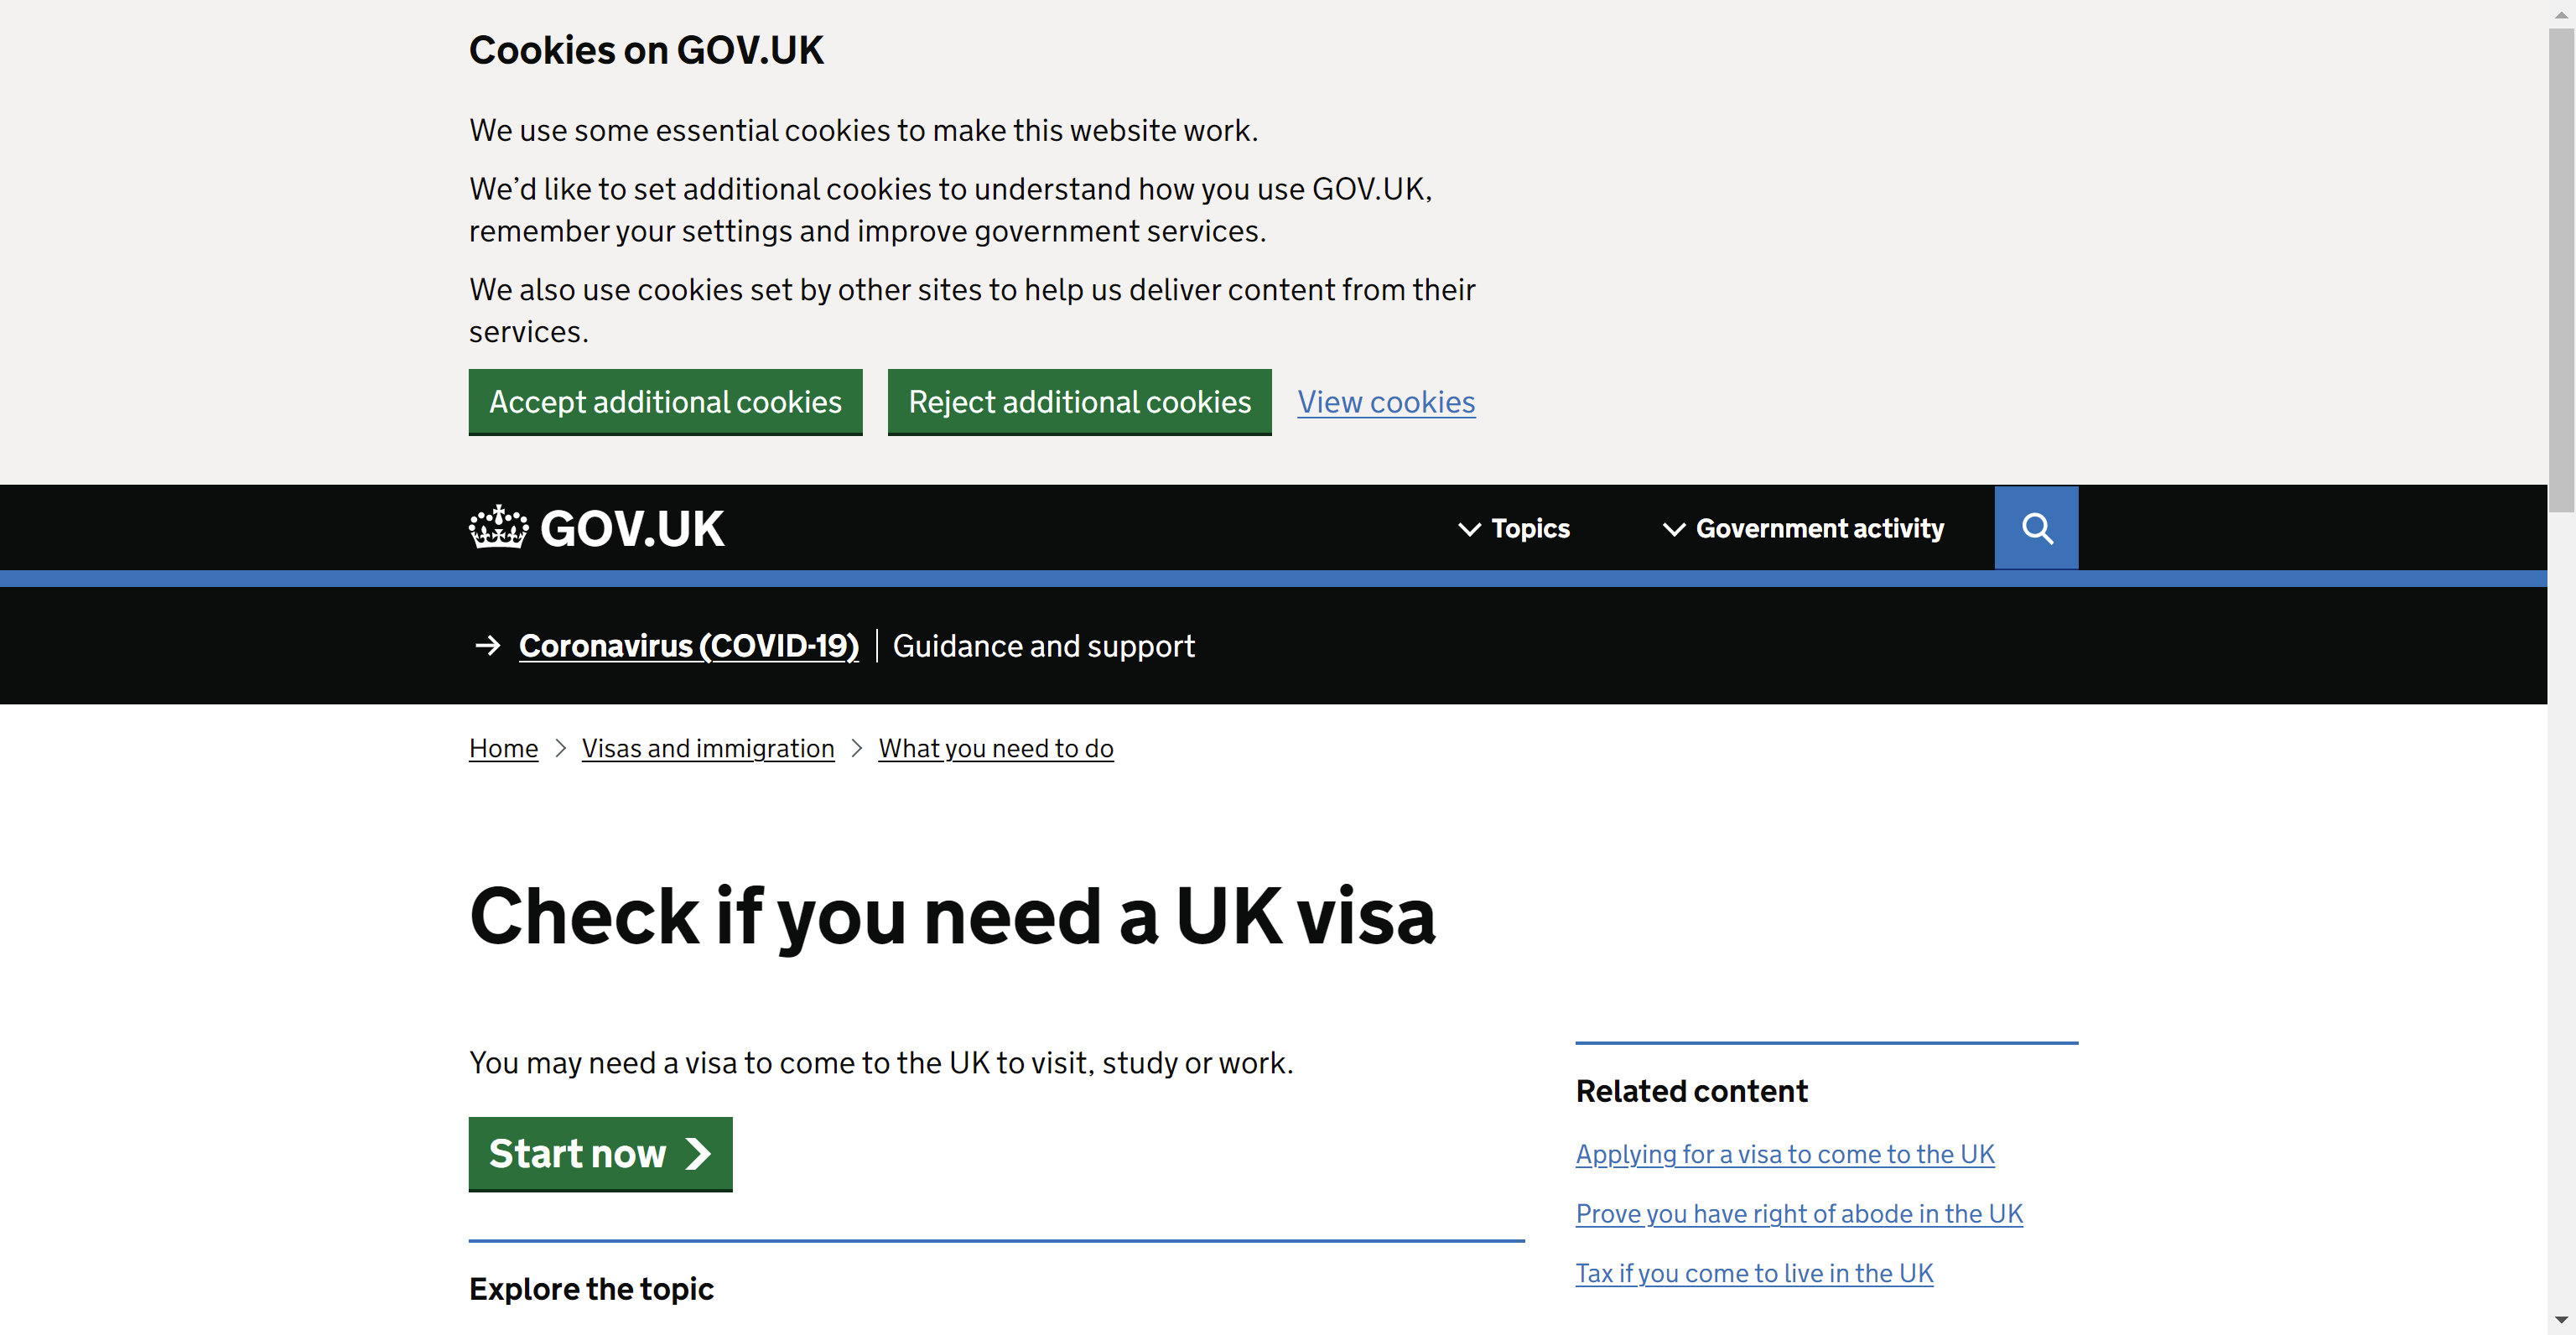 Cookies on GOV.UK
We use some essential cookies to make this website work.
We’d like to set additional cookies to understand how you use GOV.UK,
remember your settings and improve government services.
We also use cookies set by other sites to help us deliver content from their
services.
Accept additional cookies
Reject additional cookies
View cookies
GOV.UK
Topics
Government activity
Coronavirus (COVID-19)
Guidance and support
Home
Visas and immigration
What you need to do
Check if you need a UK visa
You may need a visa to come to the UK to visit, study or work.
Start now
Explore the topic
Related content
Applying for a visa to come to the UK
Prove you have right of abode in the UK
Tax if you come to live in the UK